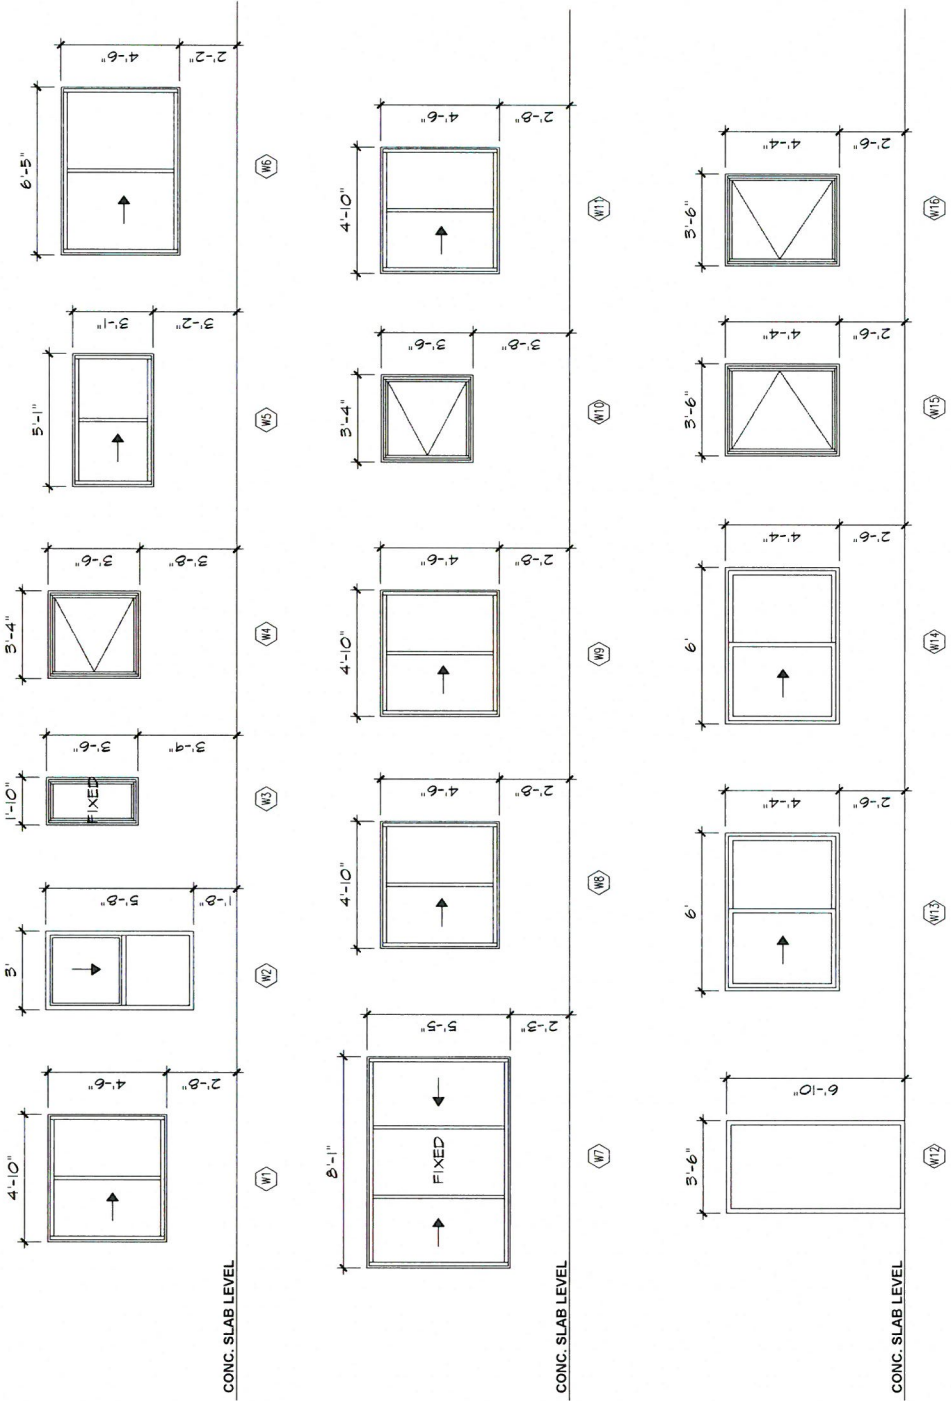 4'-10"
4'-6"
2'-8"
W1
3'
5'-8"
1'-8"
W2
1'-10"
FIXED
3'-6"
3'-9"
W3
3'-4"
3'-6"
3'-8"
W4
5'-1"
3'-1"
3'-2"
W5
6'-5"
4'-6"
2'-2"
W6
CONC. SLAB LEVEL
8'-1"
FIXED
5'-5"
2'-3"
W7
4'-10"
4'-6"
2'-8"
W8
4'-10"
4'-6"
2'-8"
W9
3'-4"
3'-6"
3'-8"
W10
4'-10"
4'-6"
2'-8"
W11
CONC. SLAB LEVEL
3'-6"
6'-10"
W12
6'
4'-4"
2'-6"
W13
6'
4'-4"
2'-6"
W14
3'-6"
4'-4"
2'-6"
W15
3'-6"
4'-4"
2'-6"
W16
CONC. SLAB LEVEL